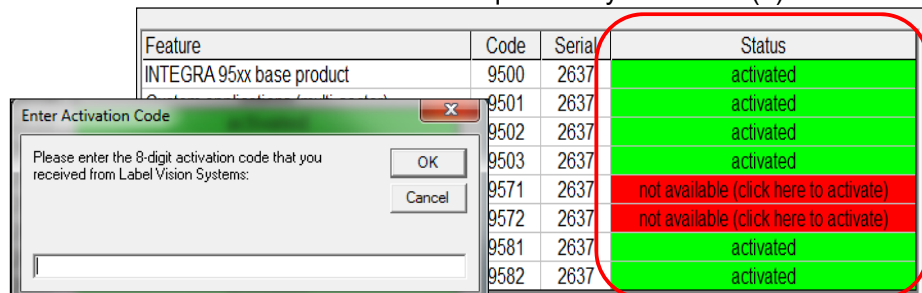 Feature Code Serial Status
INTEGRA 95xx base product 9500 2637 activated
9501 2637 activated
9502 2637 activated
9503 2637 activated
9571 2637 not available (click here to activate)
9572 2637 not available (click here to activate)
9581 2637 activated
9582 2637 activated
Enter Activation Code
Please enter the 8-digit activation code that you
received from Label Vision Systems:
OK
Cancel